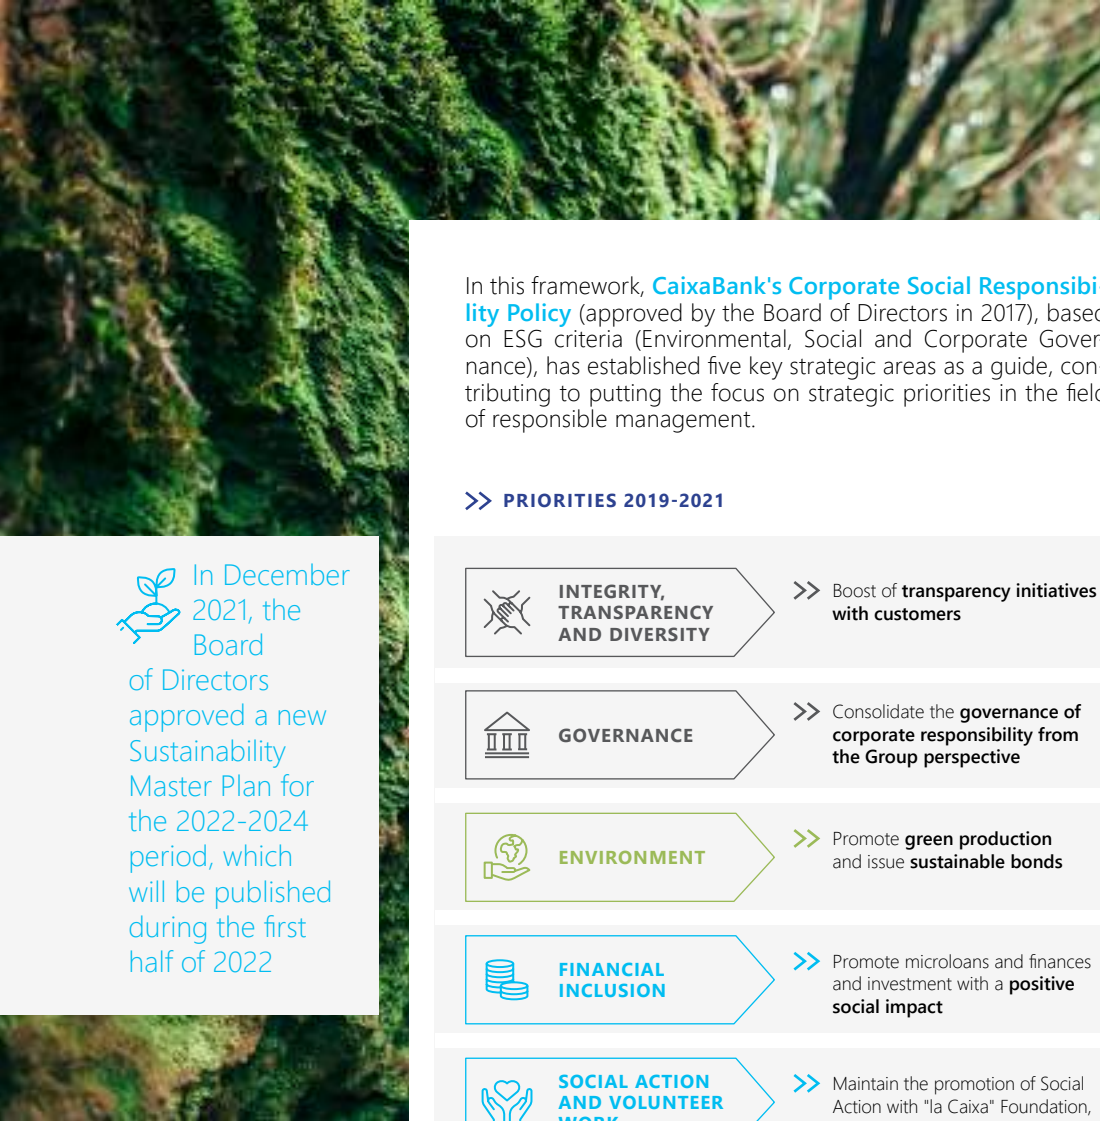 In this framework, CaixaBank's Corporate Social Responsibi-
lity Policy (approved by the Board of Directors in 2017), based
on ESG criteria (Environmental, Social and Corporate Gover-
nance), has established five key strategic areas as a guide, con-
tributing to putting the focus on strategic priorities in the field
of responsible management.
PRIORITIES 2019-2021
In December
2021, the
Board
of Directors
approved a new
Sustainability
Master Plan for
the 2022-2024
period, which
will be published
during the first
half of 2022
INTEGRITY,
TRANSPARENCY
AND DIVERSITY
Boost of transparency initiatives
with customers
GOVERNANCE
Consolidate the governance of
corporate responsibility from
the Group perspective
ENVIRONMENT
Promote green production
and issue sustainable bonds
FINANCIAL
INCLUSION
Promote microloans and finances
and investment with a positive
social impact
SOCIAL ACTION
AND VOLUNTEER
WORK
Maintain the promotion of Social
Action with "la Caixa" Foundation,